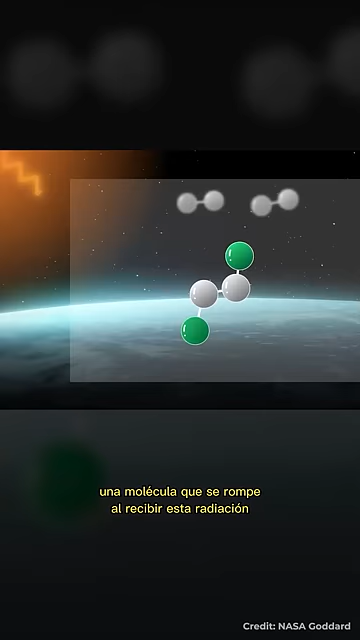 una molécula que se rompe
al recibir esta radiación
Credit: NASA Goddard